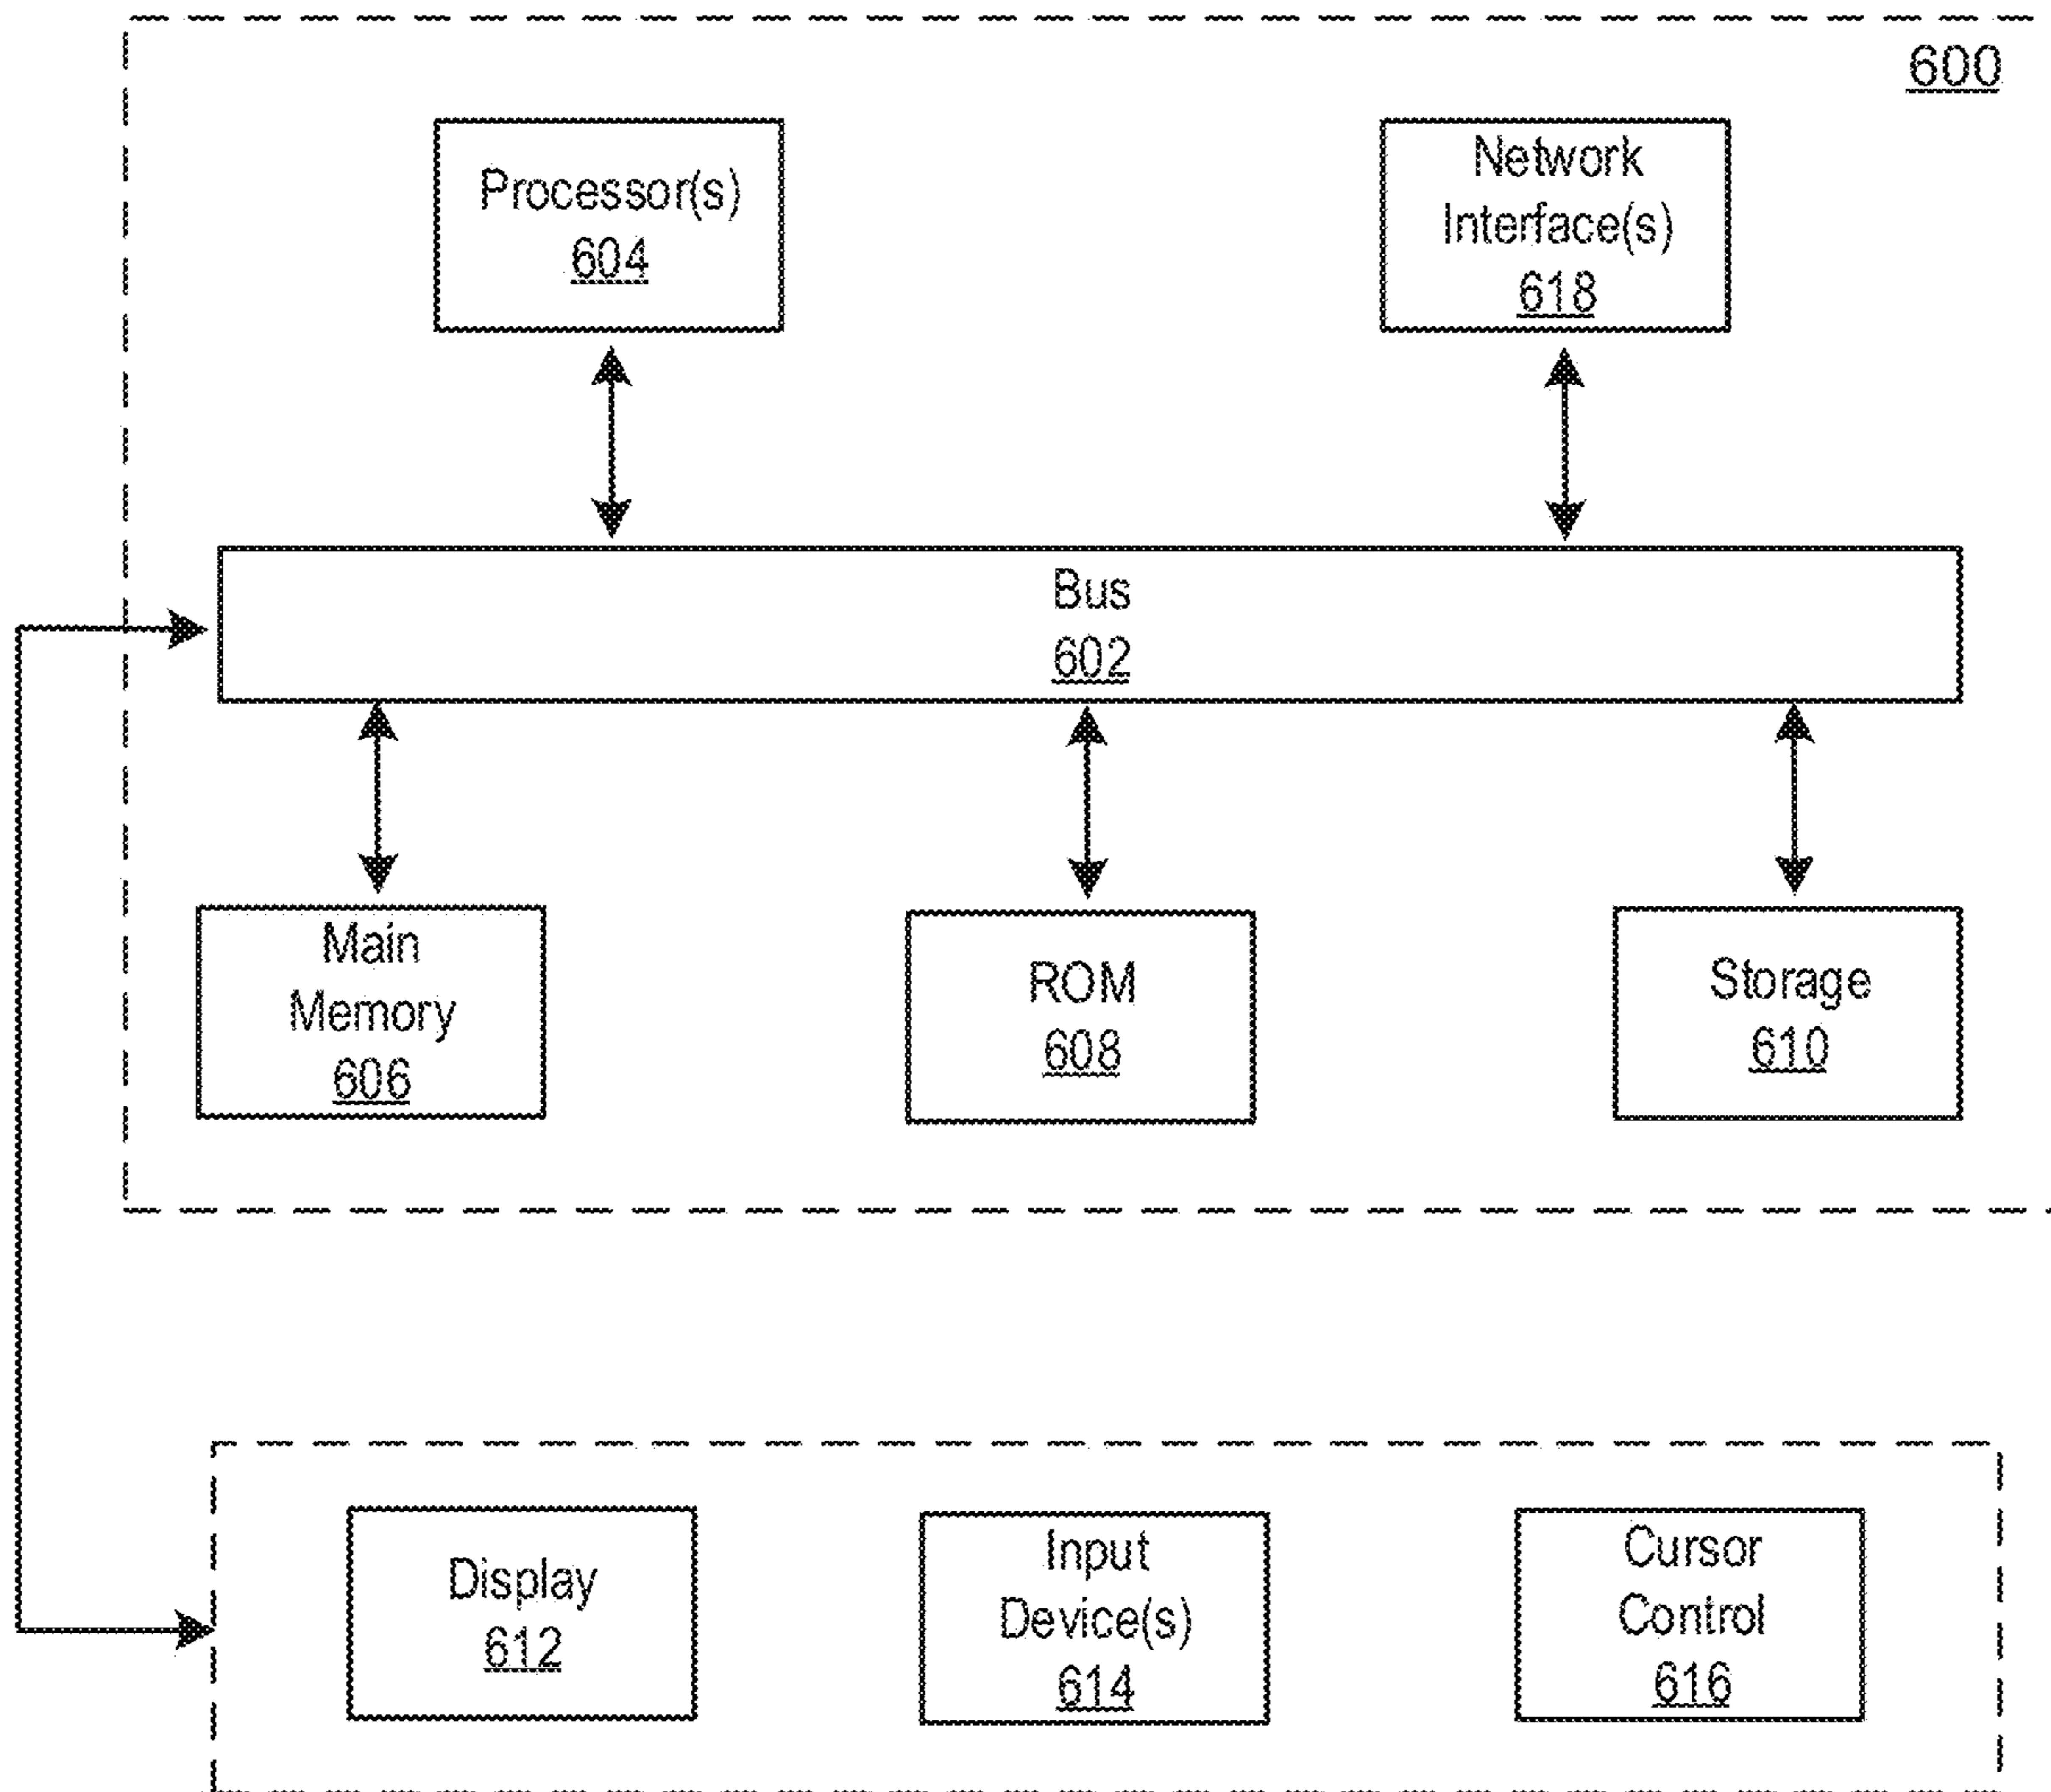 600
Processor(s)
604
Network
Interface(s)
618
Bus
602
Main
Memory
606
ROM
608
Storage
610
Display
612
Input
Device(s)
614
Cursor
Control
616